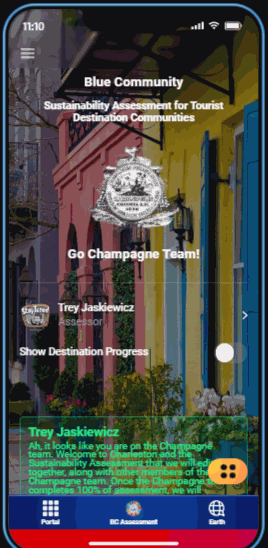 11:10
Blue Community
Sustainability Assessment for Tourist
Destination Communities
Go Champagne Team!
Trey Jaskiewicz
Assessor
Show Destination Progress
Trey Jaskiewicz
Ah, it looks like you are on the Champagne
team. Welcome to Charleston and the
Sustainability Assessment that we will
together, along with other members of the
Champagne team. Once the Champagne
completes 100% of assessment, we will
Portal
BC Assessment
Earth